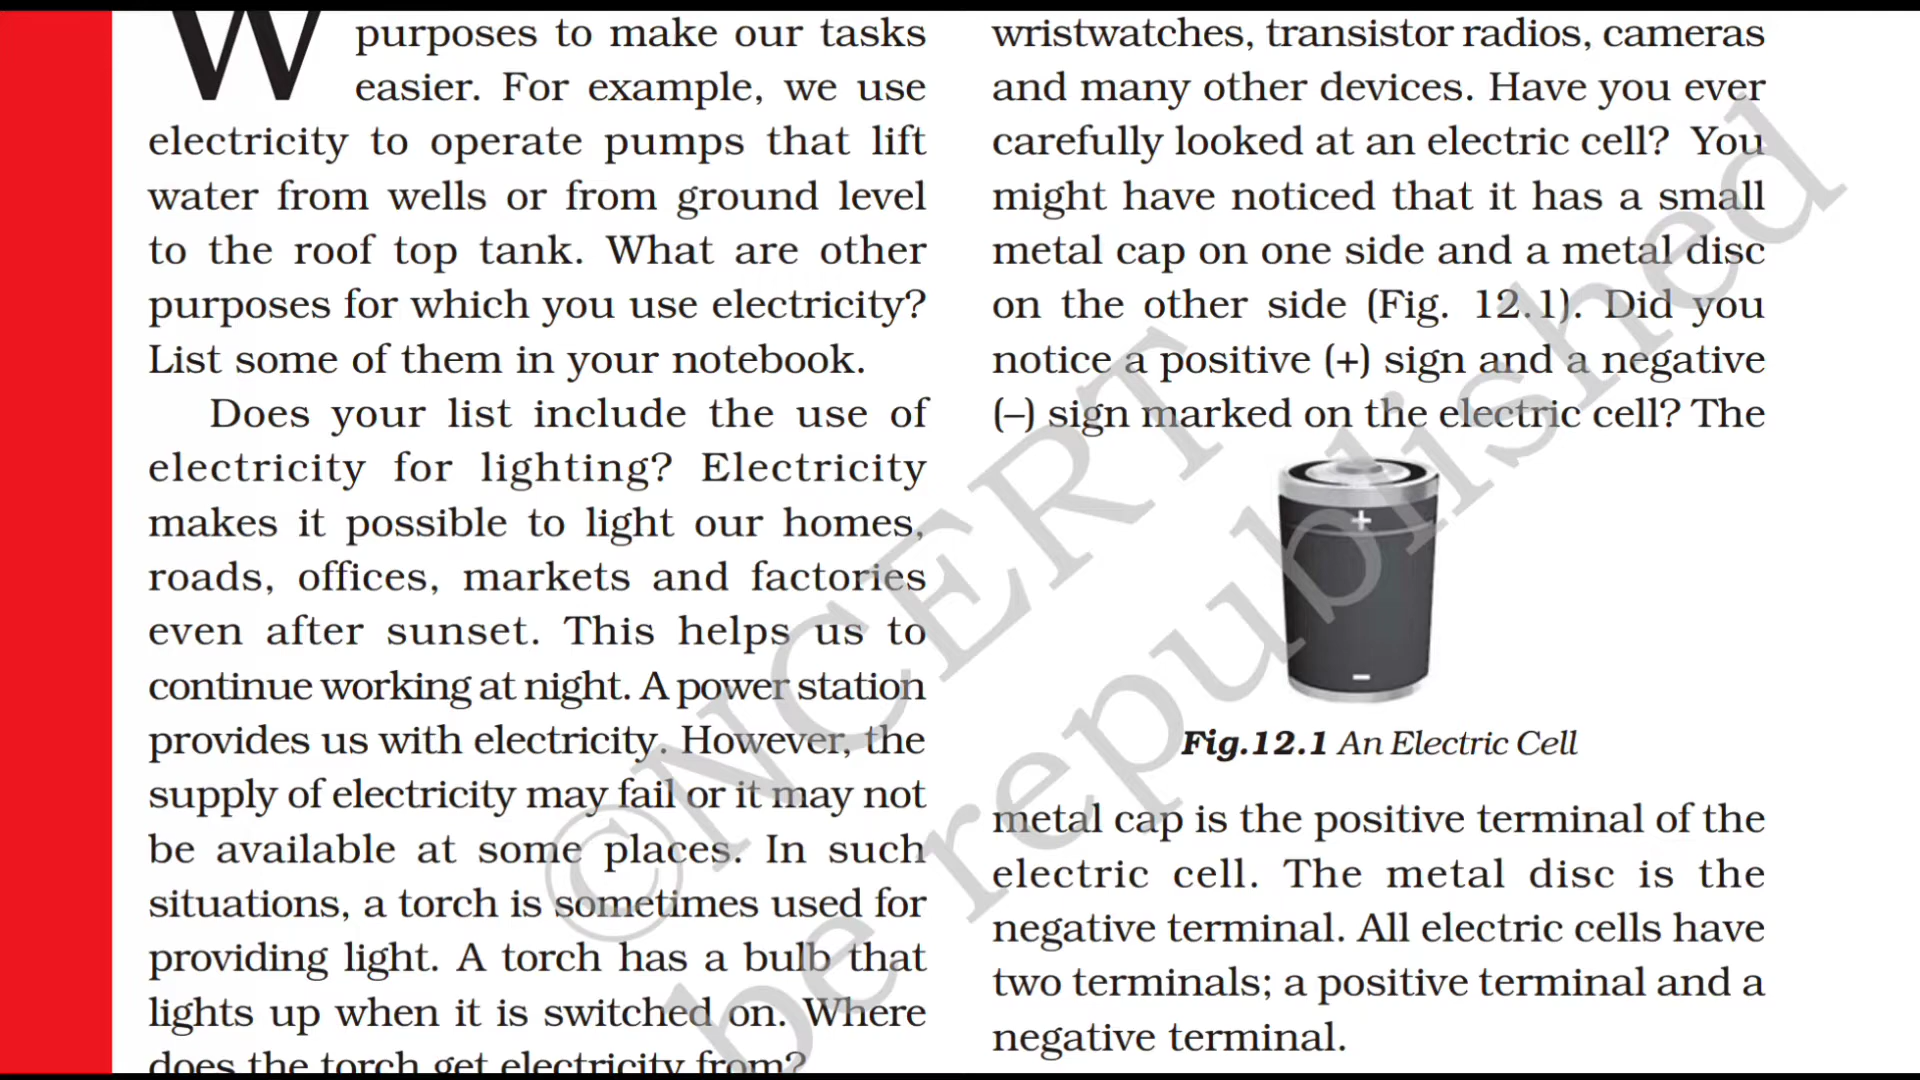 W
purposes to make our tasks
easier. For example, we use
electricity to operate pumps that lift
water from wells or from ground level
to the roof top tank. What are other
purposes for which you use electricity?
List some of them in your notebook.
Does your list include the use of
electricity for lighting? Electricity
makes it possible to light our homes,
roads, offices, markets and factories
even after sunset. This helps us to
continue working at night. A power station
provides us with electricity. However, the
supply of electricity may fail or it may not
be available at some places. In such
situations, a torch is sometimes used for
providing light. A torch has a bulb that
lights up when it is switched on. Where
does the torch get electricity from?
wristwatches, transistor radios, cameras
and many other devices. Have you ever
carefully looked at an electric cell? You
might have noticed that it has a small
metal cap on one side and a metal disc
on the other side (Fig. 12.1). Did you
notice a positive (+) sign and a negative
(–) sign marked on the electric cell? The
+
–
Fig.12.1 An Electric Cell
metal cap is the positive terminal of the
electric cell. The metal disc is the
negative terminal. All electric cells have
two terminals; a positive terminal and a
negative terminal.
©NCERT
be republished